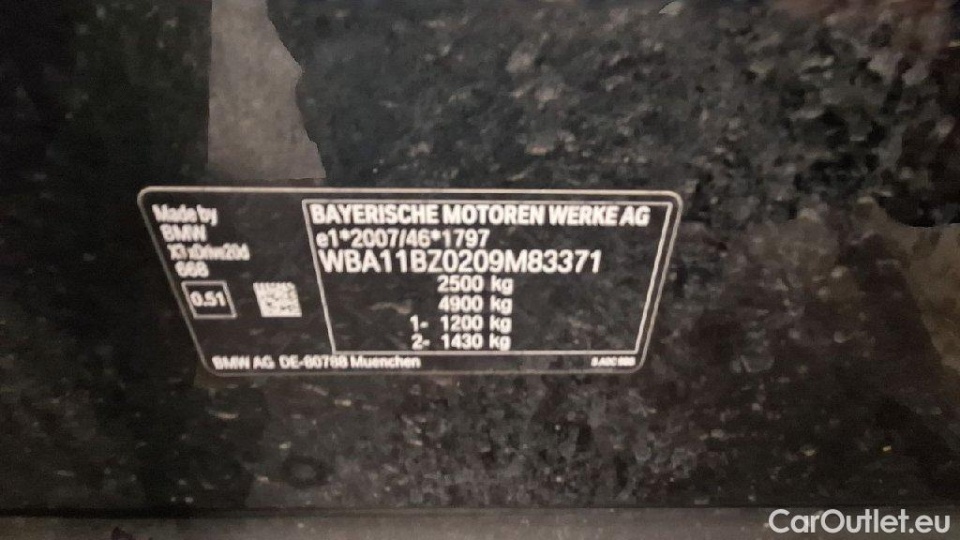 Made by
BMW
X3 xDrive20d
668
0.51
BAYERISCHE MOTOREN WERKE AG
e1*2007/46*1797
WBA11BZ0209M83371
2500 kg
4900 kg
1- 1200 kg
2- 1430 kg
BMW AG DE-80788 Muenchen
CarOutlet.eu